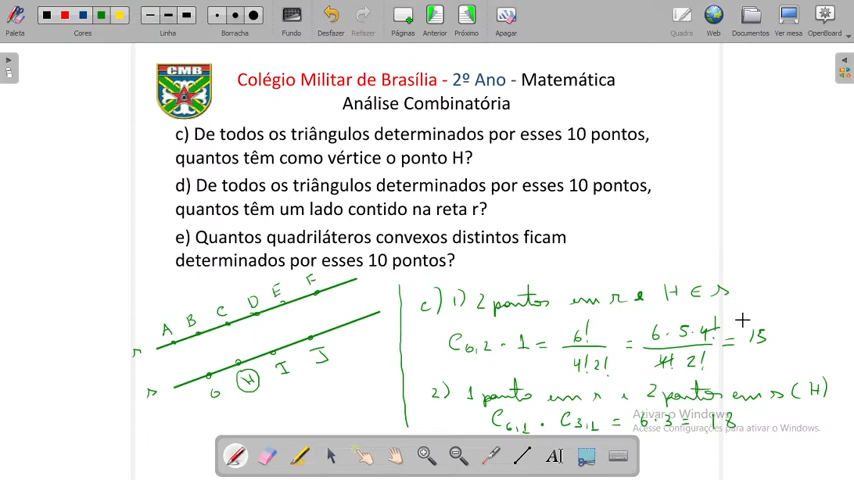 Paleta Cores Linha Borracha Fundo Desfazer Refazer Páginas Anterior Próximo Apagar Quadro Web Documentos Ver mesa OpenBoard
CMB
Colégio Militar de Brasília - 2º Ano - Matemática
Análise Combinatória
c) De todos os triângulos determinados por esses 10 pontos,
quantos têm como vértice o ponto H?
d) De todos os triângulos determinados por esses 10 pontos,
quantos têm um lado contido na reta r?
e) Quantos quadriláteros convexos distintos ficam
determinados por esses 10 pontos?
A B C D E F
r
G H I J
s
c) 1) 2 pontos em r e H ∈ s
C6,2 · 1 = 6!/4!2! = 6·5·4!/4!2! = 15
2) 1 ponto em r e 2 pontos em s (H)
C6,1 · C3,1 = 6·3 = 18
Ativar o Windows
Acesse Configurações para ativar o Windows.